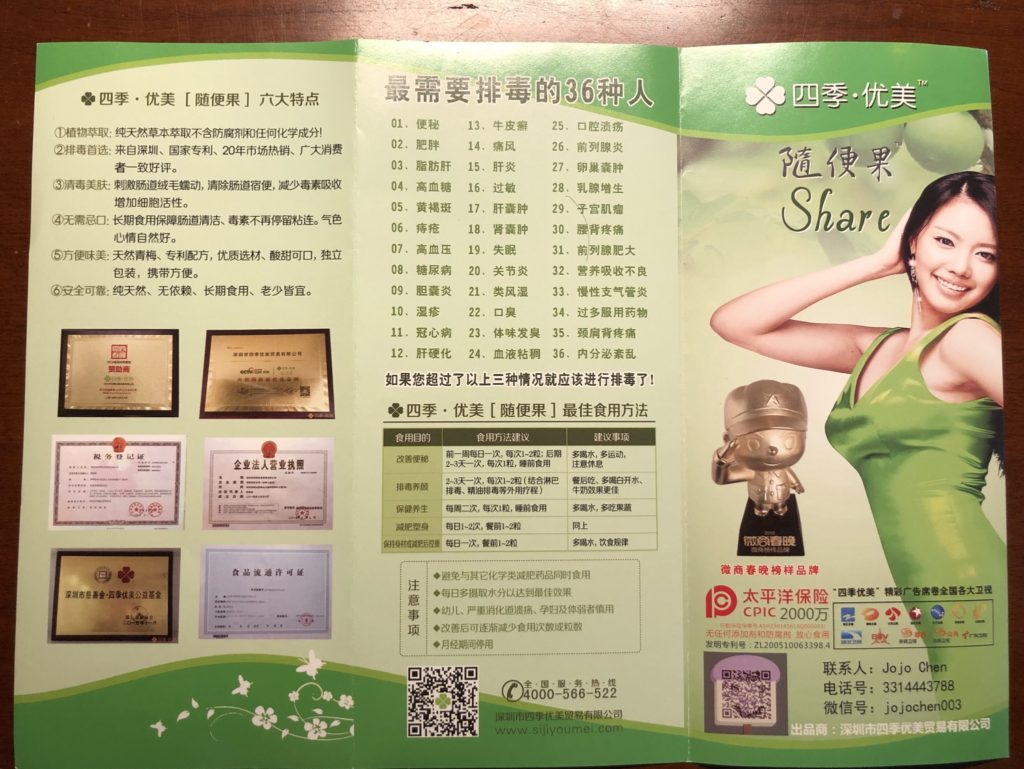 四季·优美［随便果］六大特点
①植物萃取: 纯天然草本萃取不含防腐剂和任何化学成分!
②排毒首选: 来自深圳、国家专利、20年市场热销、广大消费
者一致好评。
③清毒美肤: 刺激肠道绒毛蠕动,清除肠道宿便,减少毒素吸收
增加细胞活性。
④无需忌口: 长期食用保障肠道清洁、毒素不再停留粘连。气色
心情自然好。
⑤方便味美: 天然青梅、专利配方,优质选材、酸甜可口,独立
包装,携带方便。
⑥安全可靠: 纯天然、无依赖、长期食用、老少皆宜。
赞助商
深圳市四季优美贸易有限公司
税务登记证
企业法人营业执照
深圳市慈善会·四季优美公益基金
食品流通许可证
最需要排毒的36种人
01、便秘 13、牛皮癣 25、口腔溃疡
02、肥胖 14、痛风 26、前列腺炎
03、脂肪肝 15、肝炎 27、卵巢囊肿
04、高血糖 16、过敏 28、乳腺增生
05、黄褐斑 17、肝囊肿 29、子宫肌瘤
06、痔疮 18、肾囊肿 30、腰背疼痛
07、高血压 19、失眠 31、前列腺肥大
08、糖尿病 20、关节炎 32、营养吸收不良
09、胆囊炎 21、类风湿 33、慢性支气管炎
10、湿疹 22、口臭 34、过多服用药物
11、冠心病 23、体味发臭 35、颈肩背疼痛
12、肝硬化 24、血液粘稠 36、内分泌紊乱
如果您超过了以上三种情况就应该进行排毒了!
四季·优美［随便果］最佳食用方法
食用目的 食用方法建议 建议事项
改善便秘 前一周每日一次,每次1~2粒; 后期 多喝水,多运动,
2~3天一次,每次1粒,睡前食用 注意休息
排毒养颜 2~3天一次,每次1~2粒(结合淋巴 餐后吃、多喝白开水、
排毒、精油排毒等外用疗程) 牛奶效果更佳
保健养生 每周二次,每次1粒,睡前食用 多喝水,多吃果蔬
减肥塑身 每日1~2次,餐前1~2粒 同上
保持身材或减肥后控重 每日一次,餐前1~2粒 多喝水,饮食规律
注意事项
◆避免与其它化学类减肥药品同时食用
◆每日多摄取水分以达到最佳效果
◆幼儿、严重消化道溃疡、孕妇及体弱者慎用
◆改善后可逐渐减少食用次数或粒数
◆月经期间停用
全国服务热线
4000-566-522
深圳市四季优美贸易有限公司
www.sijiyoumei.com
四季·优美™
随便果™
Share
微商春晚
微商榜样品牌
微商春晚榜样品牌
太平洋保险
CPIC 2000万
无任何添加剂和防腐剂 放心食用
发明专利号: ZL200510063398.4
“四季优美”精彩广告席卷全国各大卫视
联系人: Jojo Chen
电话号: 3314443788
微信号: jojochen003
出品商: 深圳市四季优美贸易有限公司